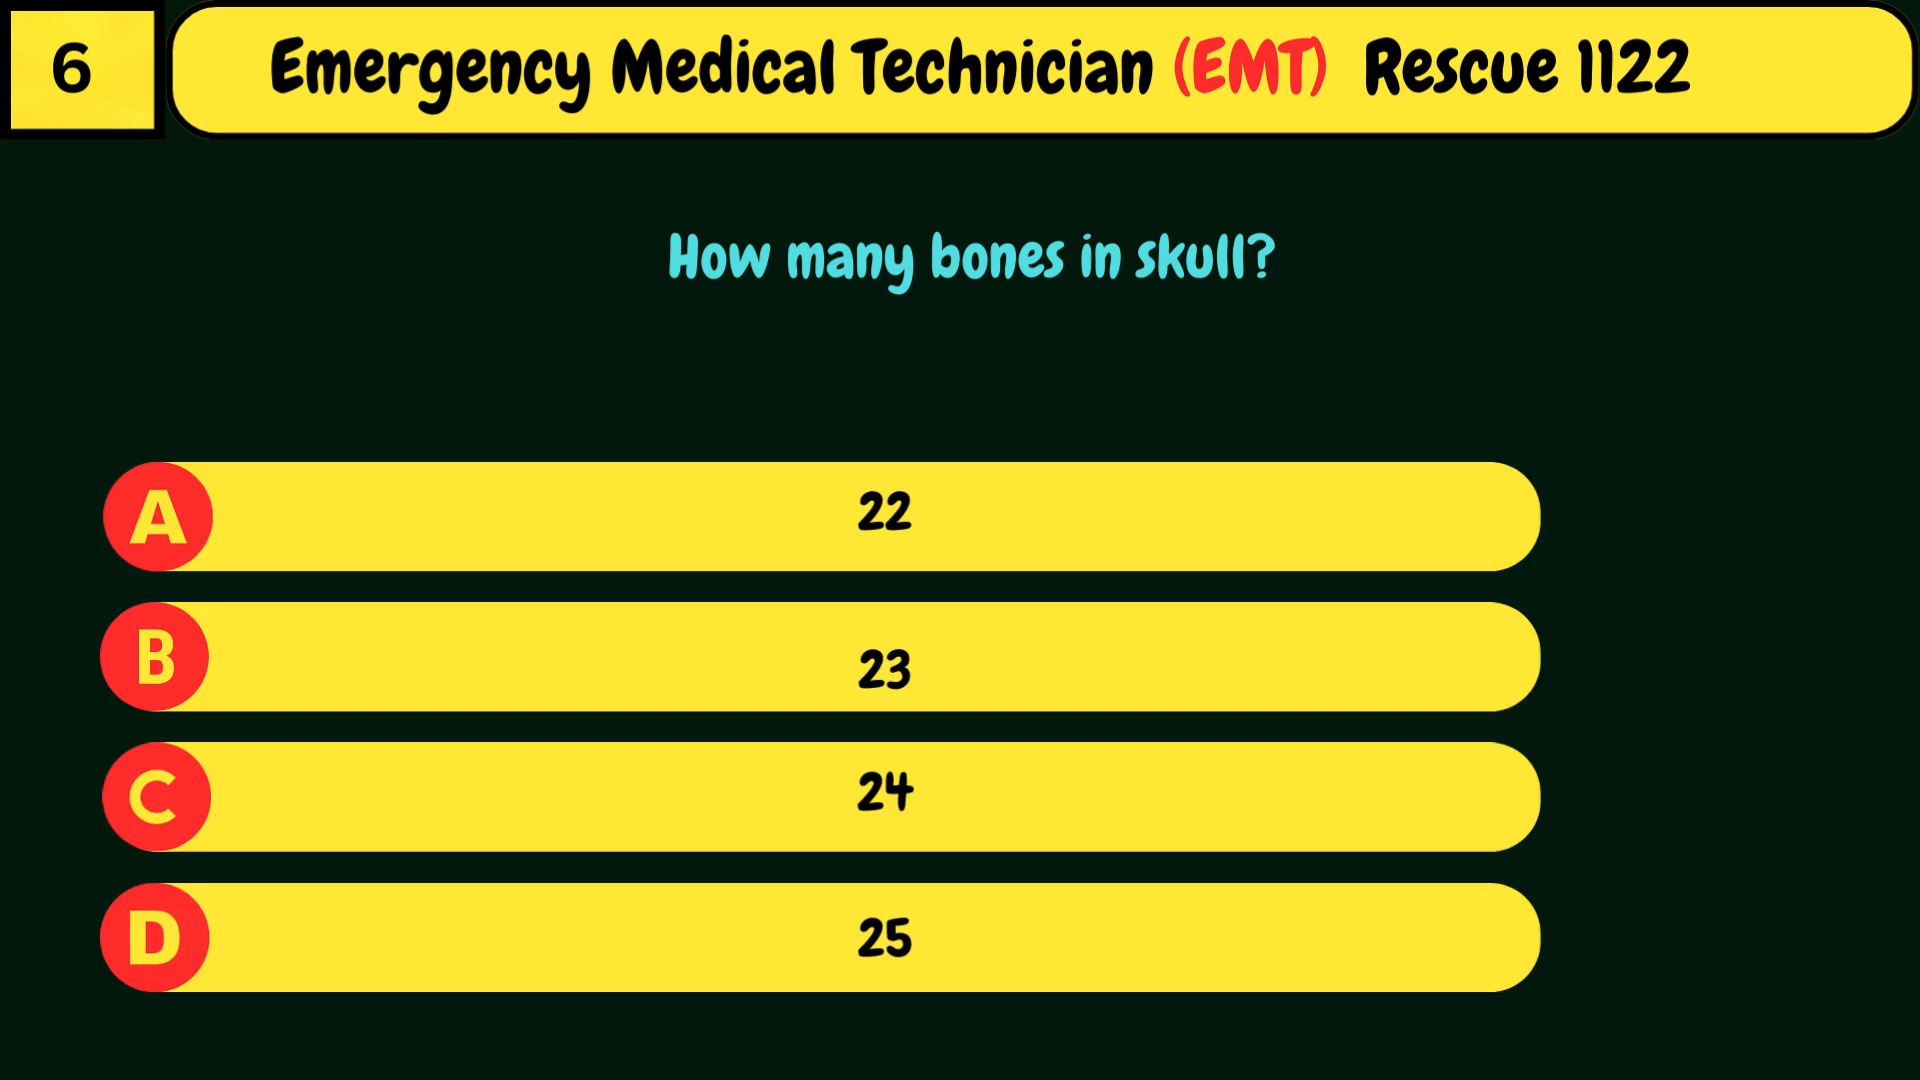 6
Emergency Medical Technician (EMT) Rescue 1122
How many bones in skull?
A 22
B 23
C 24
D 25